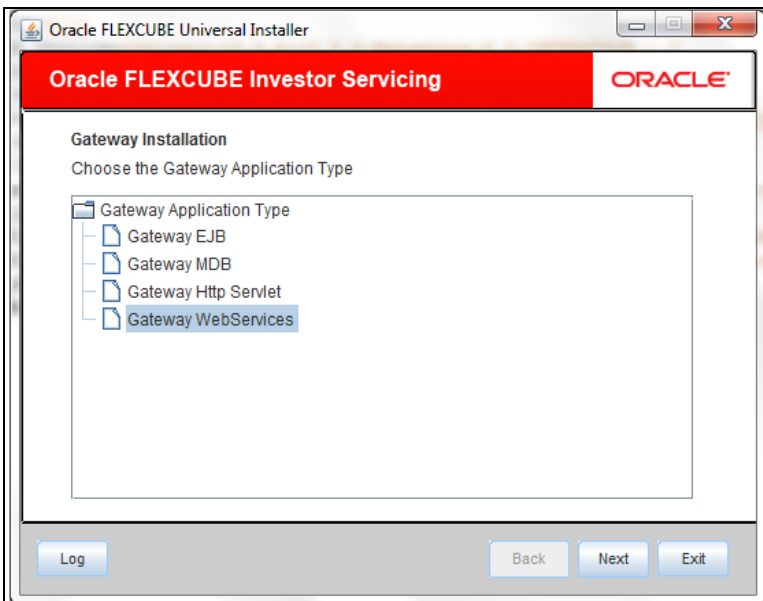 Oracle FLEXCUBE Universal Installer
Oracle FLEXCUBE Investor Servicing
ORACLE
Gateway Installation
Choose the Gateway Application Type
Gateway Application Type
Gateway EJB
Gateway MDB
Gateway Http Servlet
Gateway WebServices
Log Back Next Exit